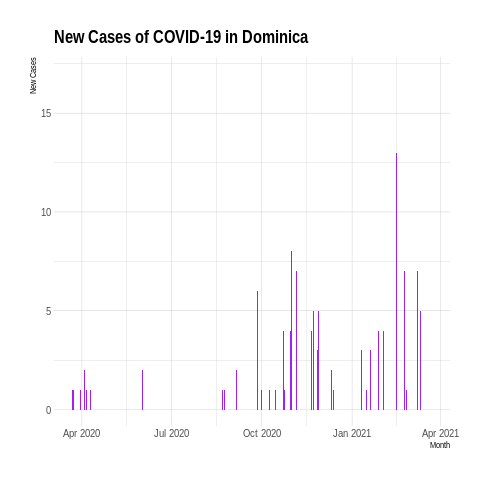 New Cases of COVID-19 in Dominica
New Cases
15
10
5
0
Apr 2020 Jul 2020 Oct 2020 Jan 2021 Apr 2021
Month